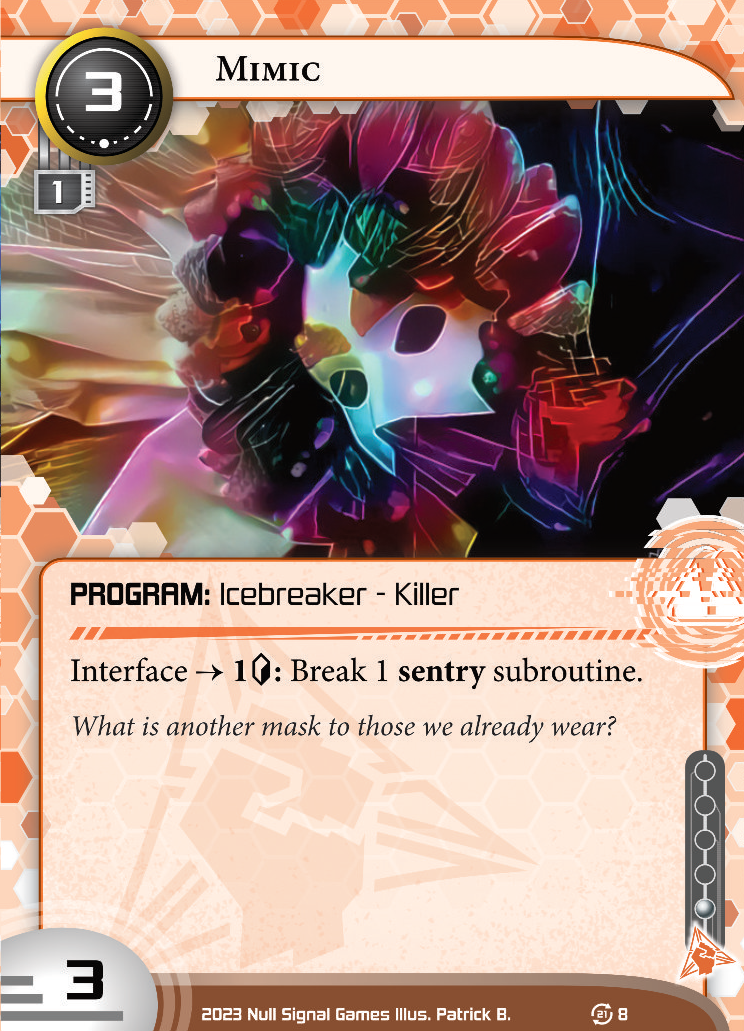 3
Mimic
1
PROGRAM: Icebreaker - Killer
Interface → 1: Break 1 sentry subroutine.
What is another mask to those we already wear?
3
2023 Null Signal Games Illus. Patrick B. 21 8